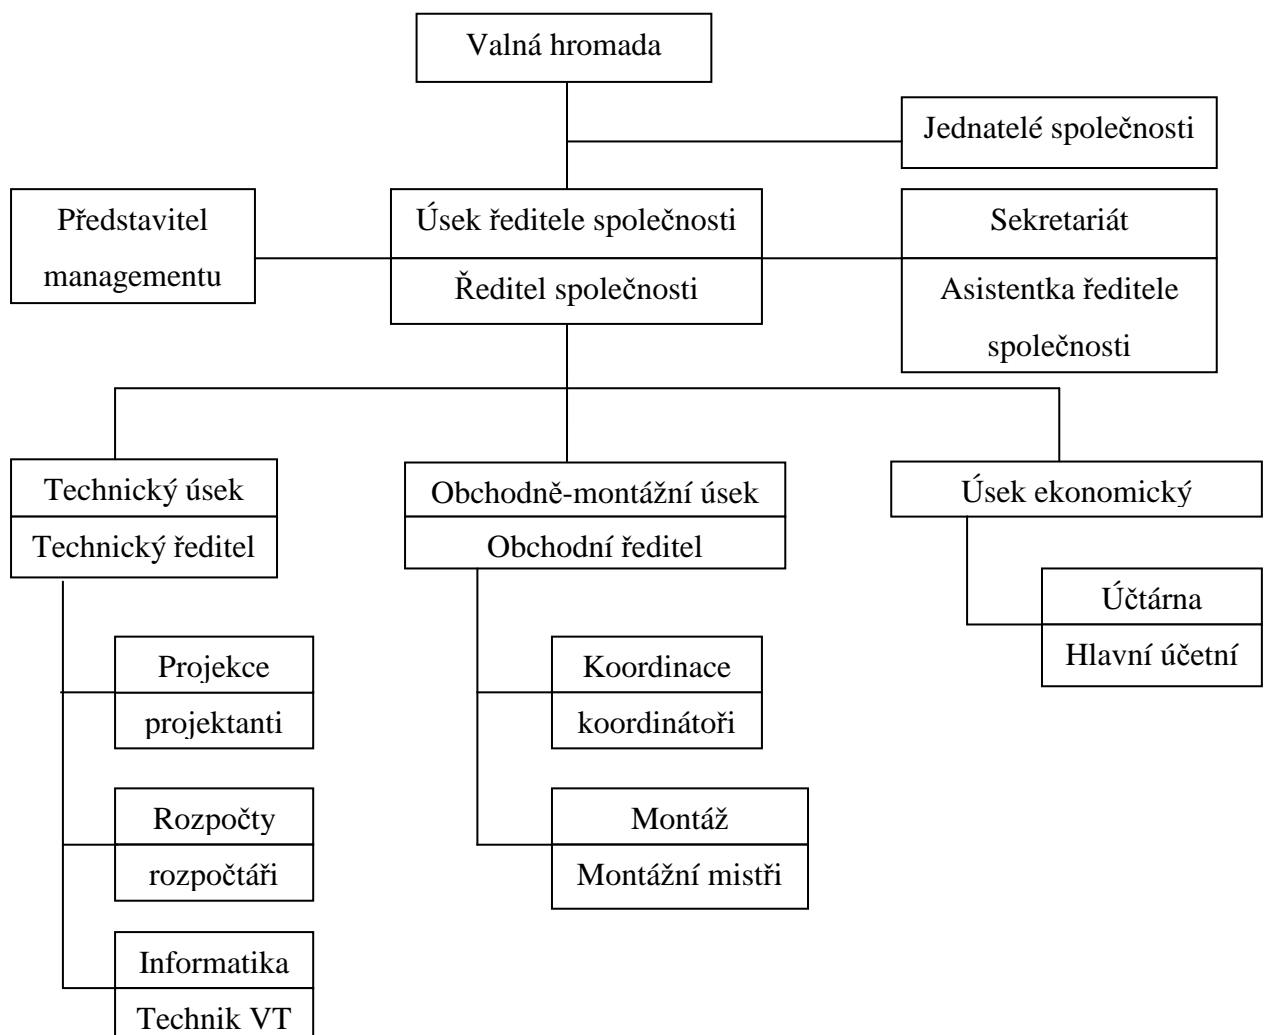 Valná hromada
Jednatelé společnosti
Představitel
managementu
Úsek ředitele společnosti
Ředitel společnosti
Sekretariát
Asistentka ředitele
společnosti
Technický úsek
Technický ředitel
Obchodně-montážní úsek
Obchodní ředitel
Úsek ekonomický
Účtárna
Hlavní účetní
Projekce
projektanti
Koordinace
koordinátoři
Rozpočty
rozpočtáři
Montáž
Montážní mistři
Informatika
Technik VT